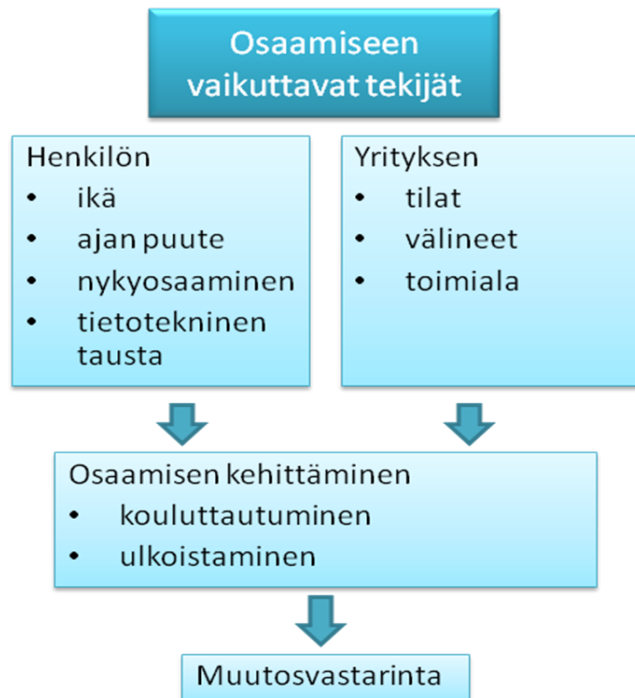 Osaamiseen
vaikuttavat tekijät
Henkilön
• ikä
• ajan puute
• nykyosaaminen
• tietotekninen
tausta
Yrityksen
• tilat
• välineet
• toimiala
Osaamisen kehittäminen
• kouluttautuminen
• ulkoistaminen
Muutosvastarinta